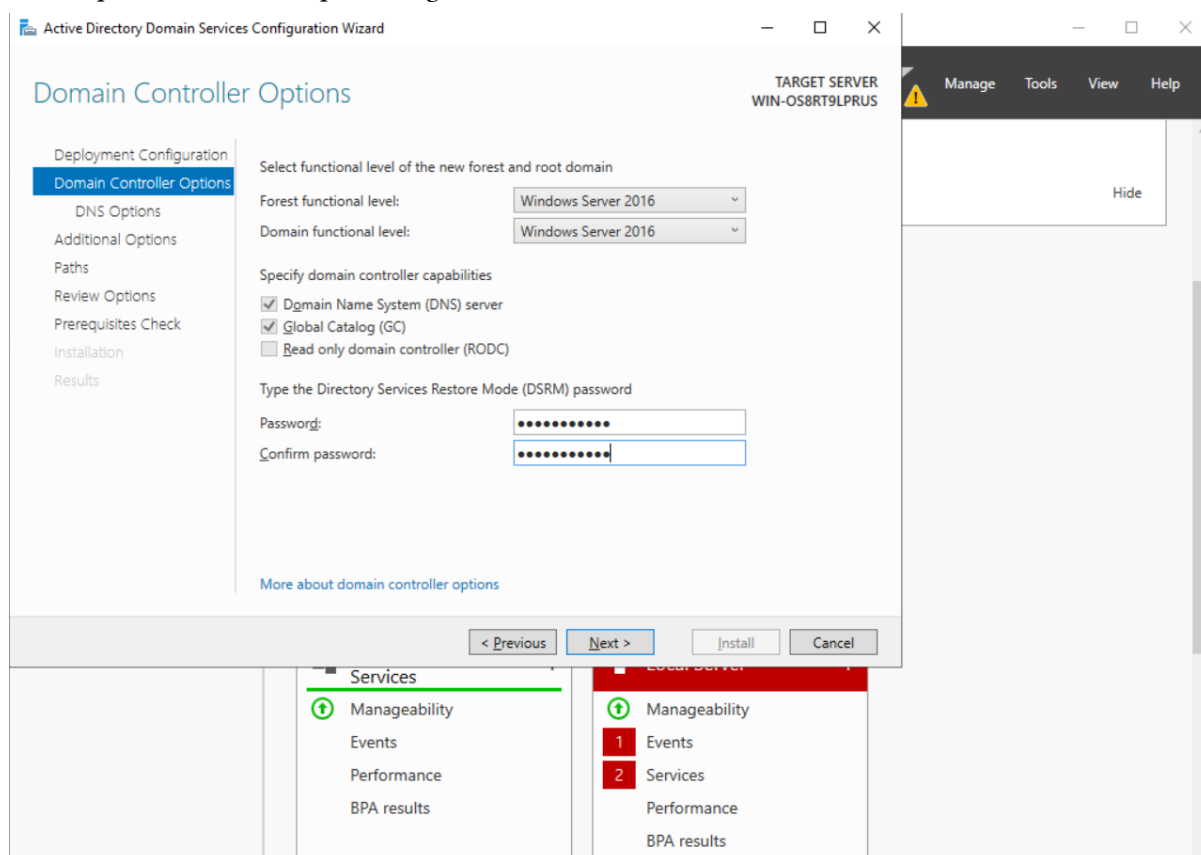 Active Directory Domain Services Configuration Wizard
Domain Controller Options
TARGET SERVER
WIN-OS8RT9LPRUS
Manage Tools View Help
Hide
Deployment Configuration
Domain Controller Options
DNS Options
Additional Options
Paths
Review Options
Prerequisites Check
Installation
Results
Select functional level of the new forest and root domain
Forest functional level: Windows Server 2016
Domain functional level: Windows Server 2016
Specify domain controller capabilities
Domain Name System (DNS) server
Global Catalog (GC)
Read only domain controller (RODC)
Type the Directory Services Restore Mode (DSRM) password
Password: •••••••••••
Confirm password: •••••••••••
More about domain controller options
< Previous Next > Install Cancel
Services
Manageability
Events
Performance
BPA results
Local Server
Manageability
1 Events
2 Services
Performance
BPA results